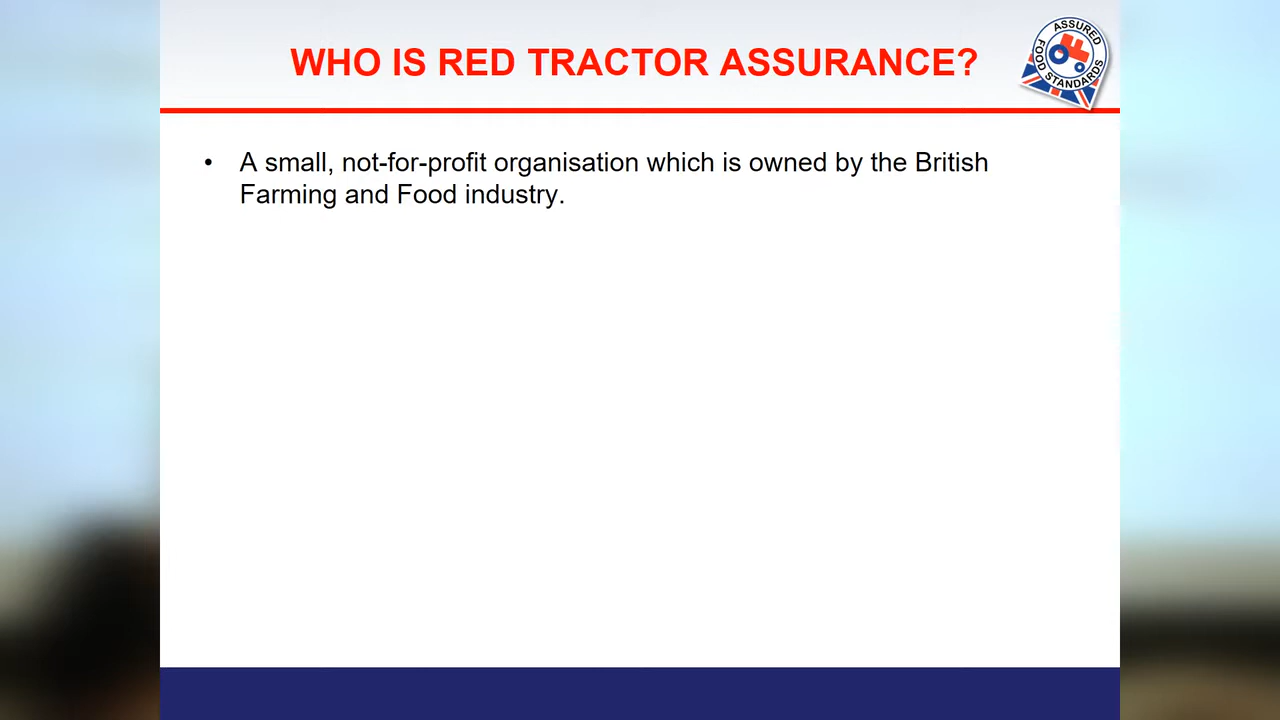 WHO IS RED TRACTOR ASSURANCE?
ASSURED
FOOD STANDARDS
• A small, not-for-profit organisation which is owned by the British
Farming and Food industry.